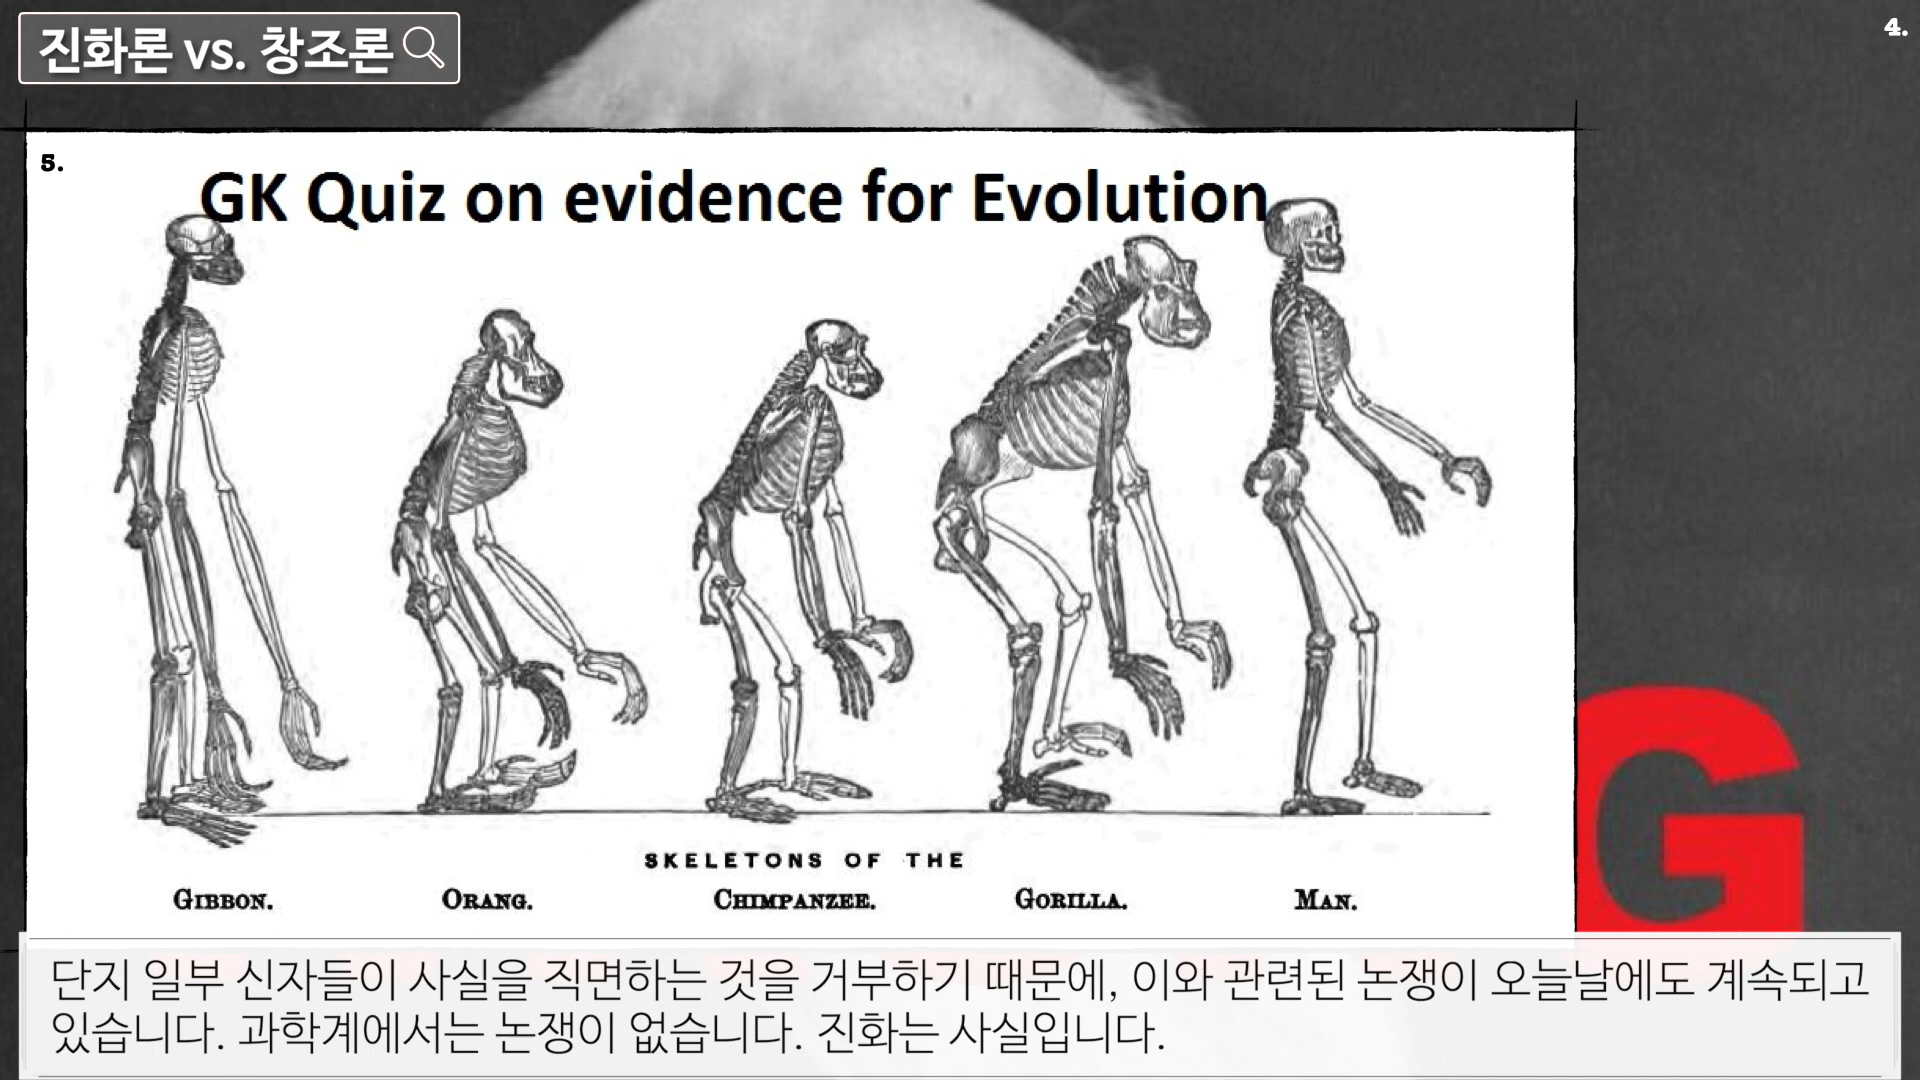 진화론 vs. 창조론
4.
5.
GK Quiz on evidence for Evolution
SKELETONS OF THE
GIBBON. ORANG. CHIMPANZEE. GORILLA. MAN.
G
단지 일부 신자들이 사실을 직면하는 것을 거부하기 때문에, 이와 관련된 논쟁이 오늘날에도 계속되고
있습니다. 과학계에서는 논쟁이 없습니다. 진화는 사실입니다.